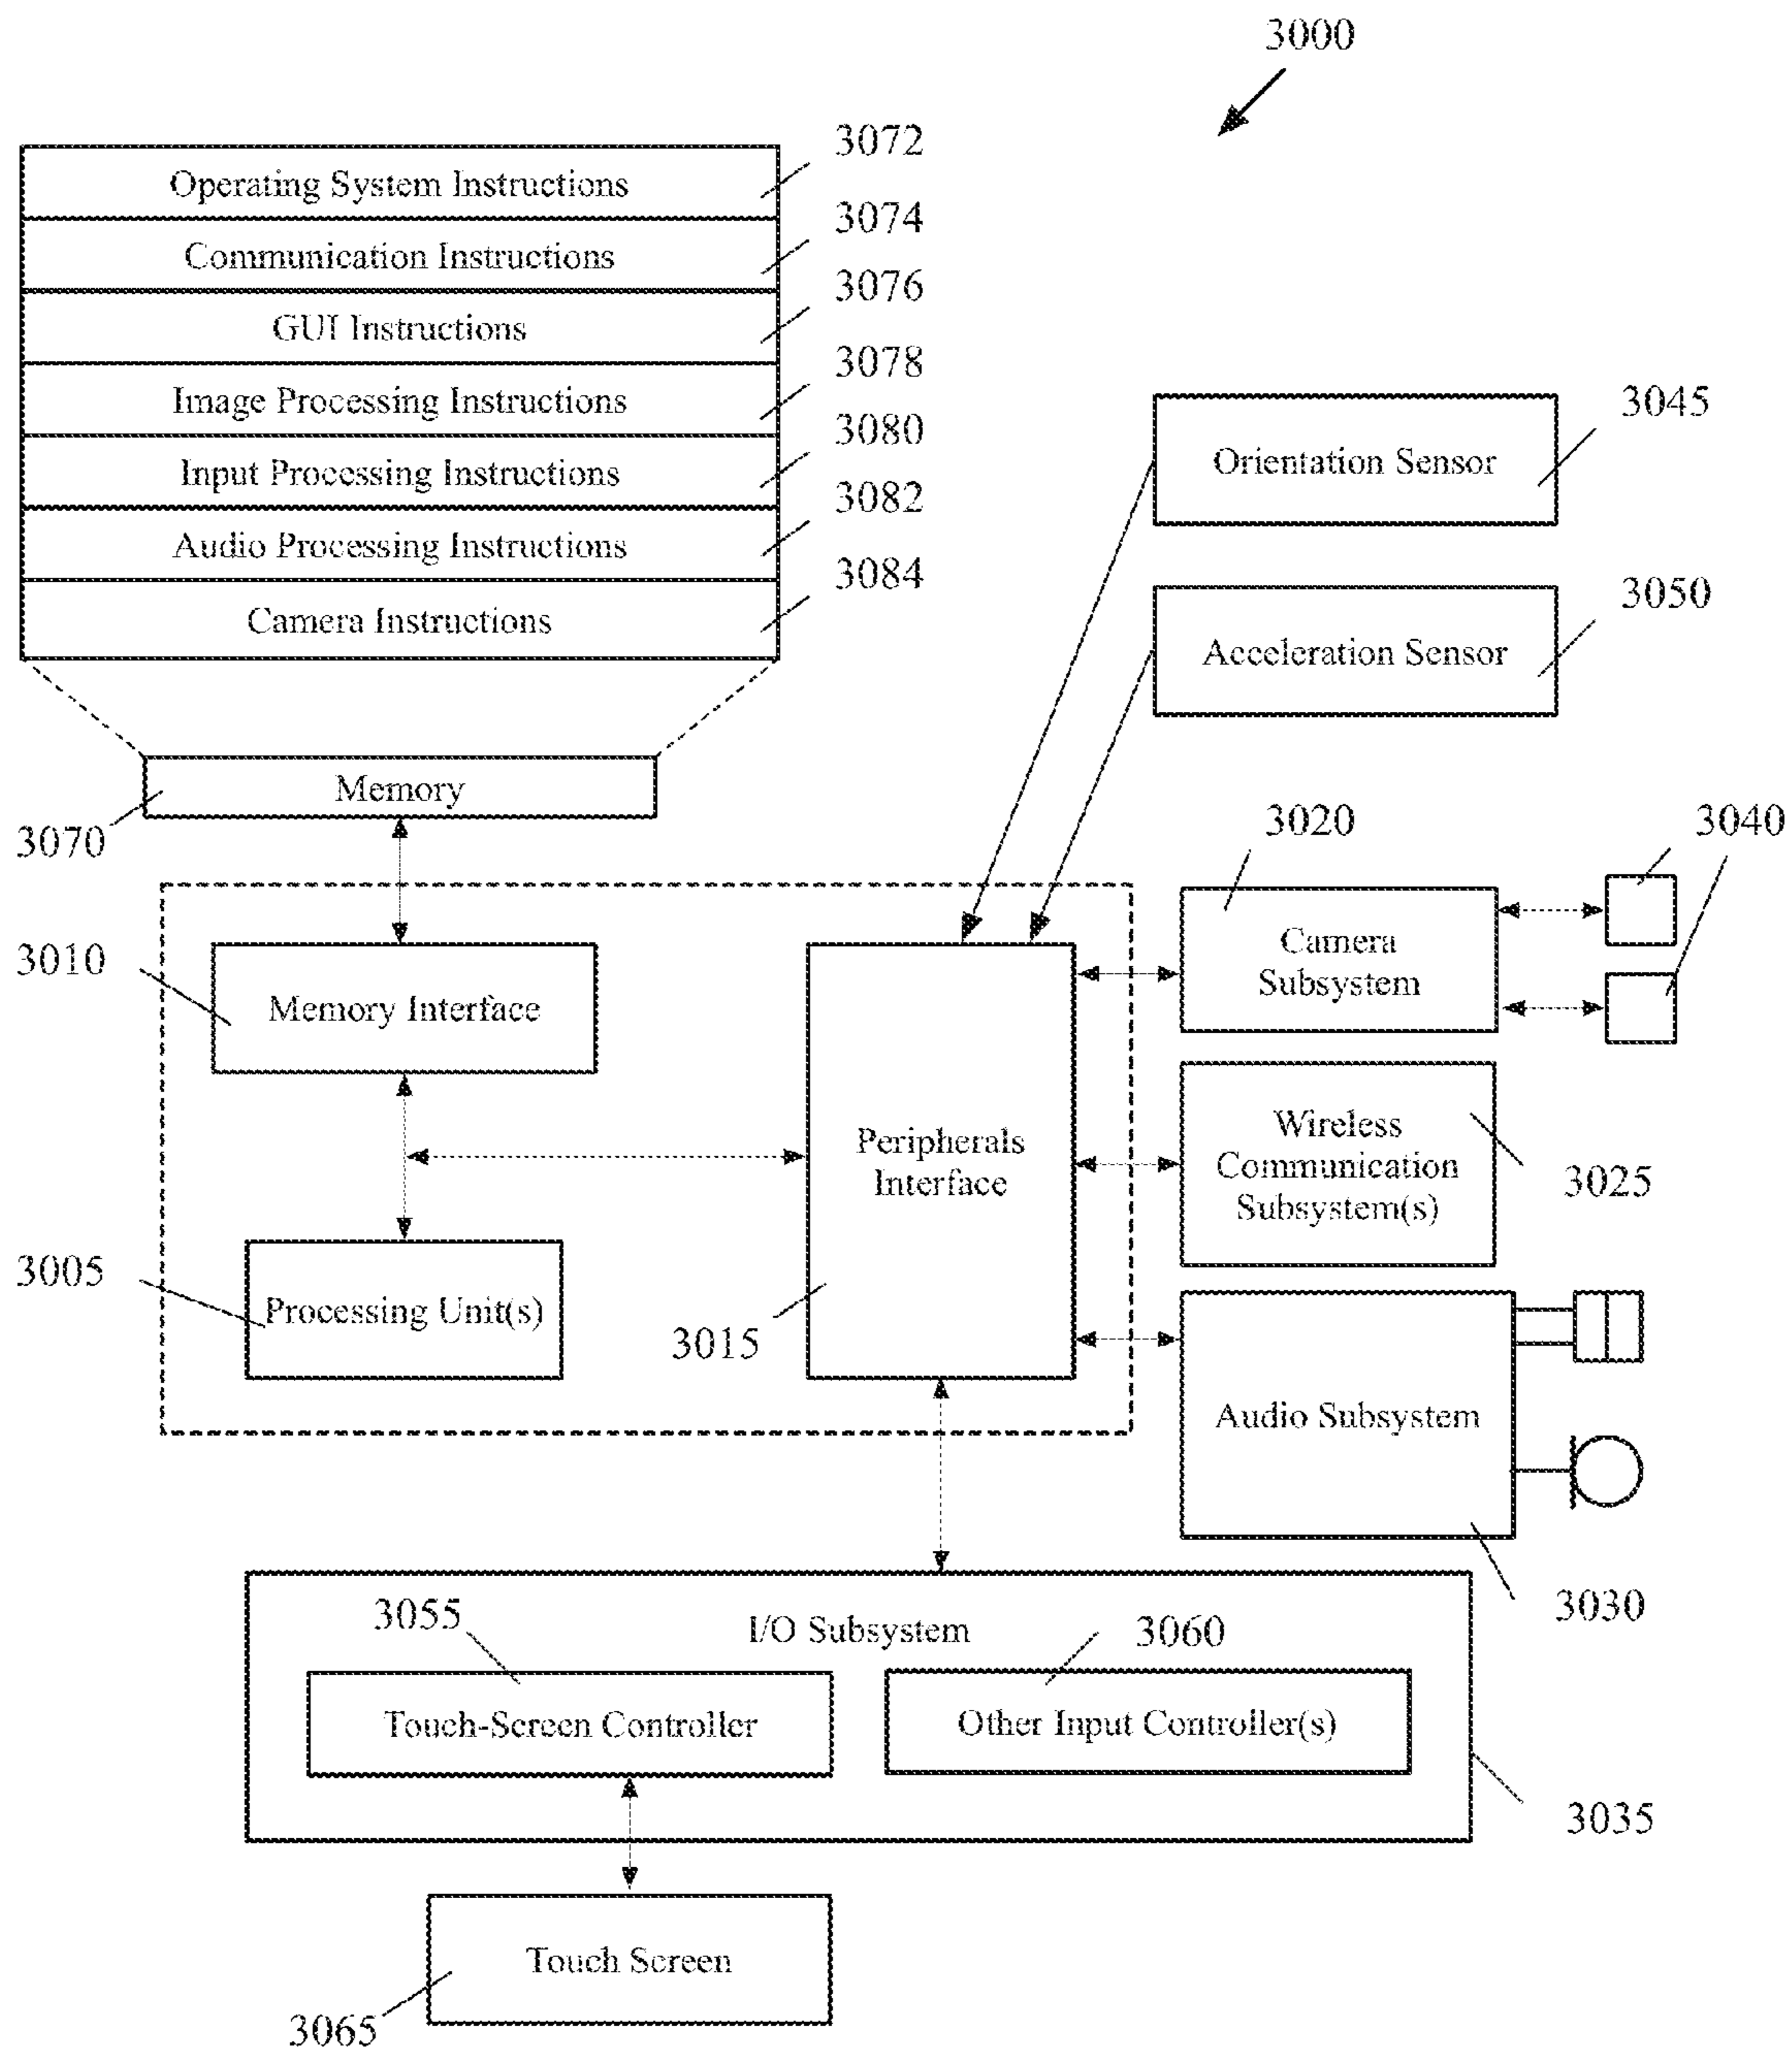 3000
Operating System Instructions
3072
Communication Instructions
3074
GUI Instructions
3076
Image Processing Instructions
3078
Input Processing Instructions
3080
Audio Processing Instructions
3082
Camera Instructions
3084
Orientation Sensor
3045
Acceleration Sensor
3050
Memory
3070
Memory Interface
3010
Processing Unit(s)
3005
Peripherals
Interface
3015
Camera
Subsystem
3020
3040
Wireless
Communication
Subsystem(s)
3025
Audio Subsystem
3030
I/O Subsystem
3035
Touch-Screen Controller
3055
Other Input Controller(s)
3060
Touch Screen
3065